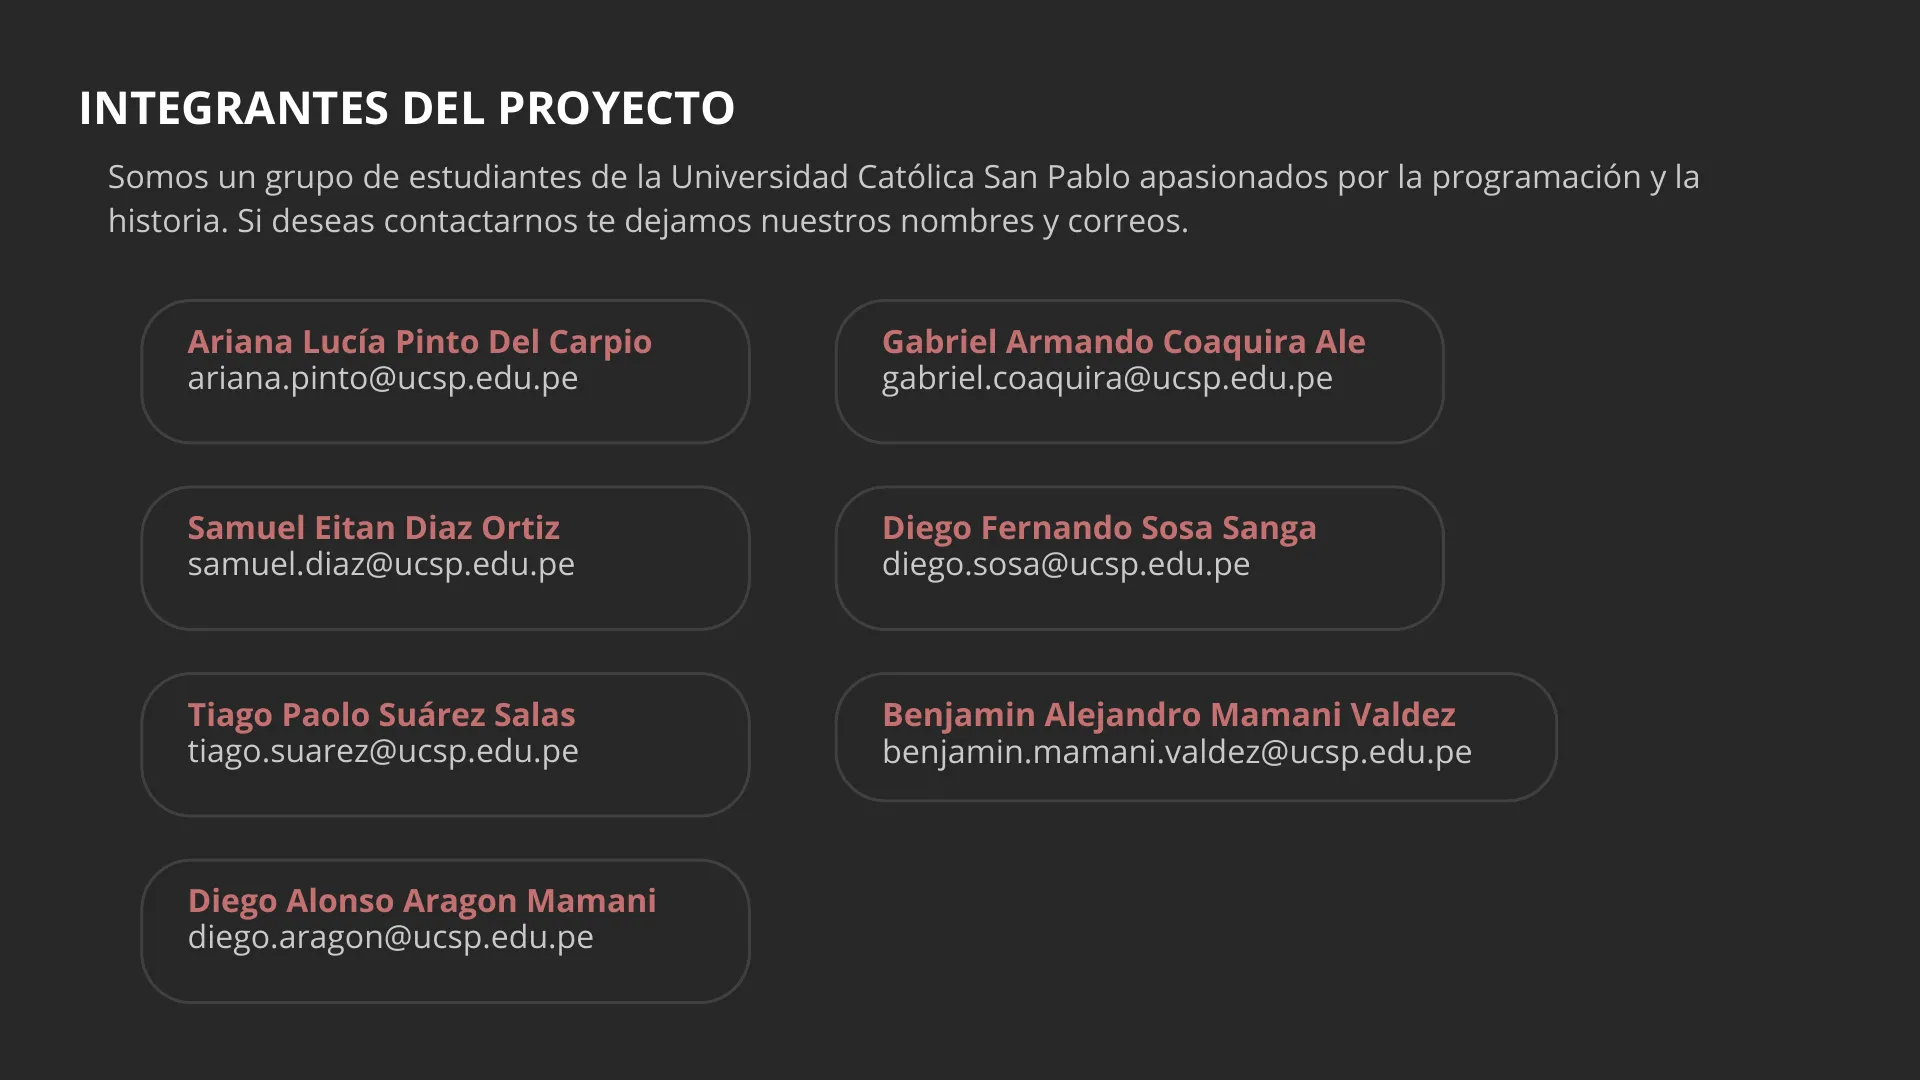 INTEGRANTES DEL PROYECTO
Somos un grupo de estudiantes de la Universidad Católica San Pablo apasionados por la programación y la
historia. Si deseas contactarnos te dejamos nuestros nombres y correos.
Ariana Lucía Pinto Del Carpio
ariana.pinto@ucsp.edu.pe
Gabriel Armando Coaquira Ale
gabriel.coaquira@ucsp.edu.pe
Samuel Eitan Diaz Ortiz
samuel.diaz@ucsp.edu.pe
Diego Fernando Sosa Sanga
diego.sosa@ucsp.edu.pe
Tiago Paolo Suárez Salas
tiago.suarez@ucsp.edu.pe
Benjamin Alejandro Mamani Valdez
benjamin.mamani.valdez@ucsp.edu.pe
Diego Alonso Aragon Mamani
diego.aragon@ucsp.edu.pe